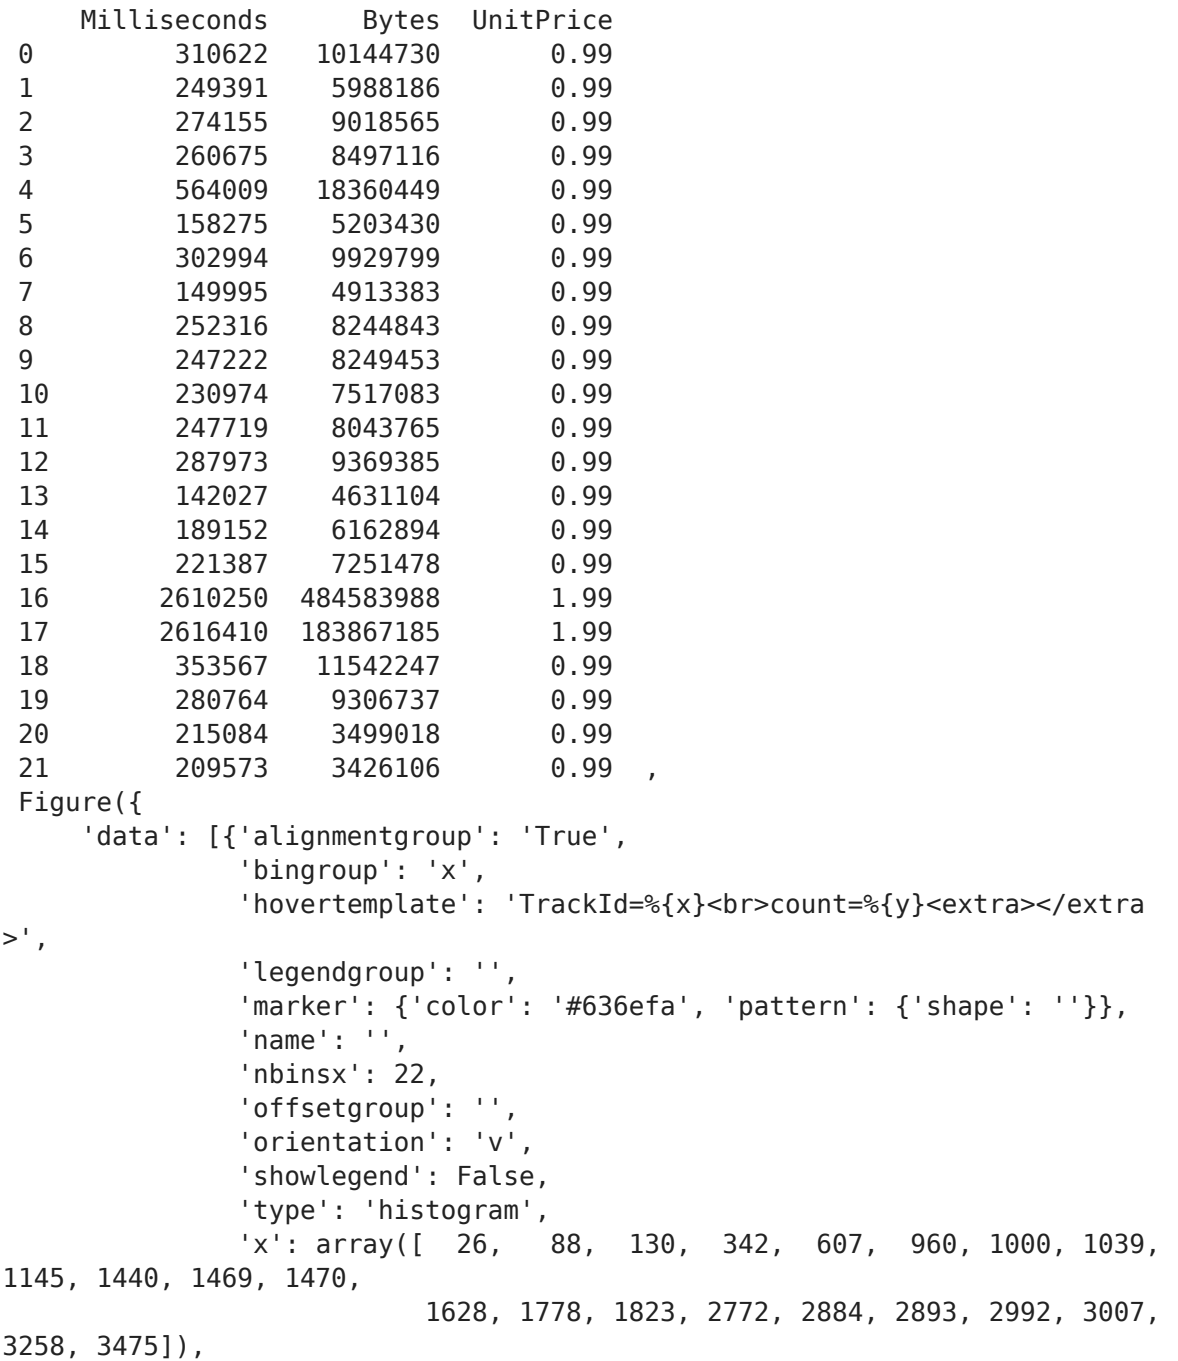 Milliseconds      Bytes  UnitPrice
 0         310622   10144730       0.99
 1         249391    5988186       0.99
 2         274155    9018565       0.99
 3         260675    8497116       0.99
 4         564009   18360449       0.99
 5         158275    5203430       0.99
 6         302994    9929799       0.99
 7         149995    4913383       0.99
 8         252316    8244843       0.99
 9         247222    8249453       0.99
 10        230974    7517083       0.99
 11        247719    8043765       0.99
 12        287973    9369385       0.99
 13        142027    4631104       0.99
 14        189152    6162894       0.99
 15        221387    7251478       0.99
 16       2610250  484583988       1.99
 17       2616410  183867185       1.99
 18        353567   11542247       0.99
 19        280764    9306737       0.99
 20        215084    3499018       0.99
 21        209573    3426106       0.99  ,
 Figure({
     'data': [{'alignmentgroup': 'True',
               'bingroup': 'x',
               'hovertemplate': 'TrackId=%{x}<br>count=%{y}<extra></extra
>',
               'legendgroup': '',
               'marker': {'color': '#636efa', 'pattern': {'shape': ''}},
               'name': '',
               'nbinsx': 22,
               'offsetgroup': '',
               'orientation': 'v',
               'showlegend': False,
               'type': 'histogram',
               'x': array([  26,   88,  130,  342,  607,  960, 1000, 1039,
1145, 1440, 1469, 1470,
                           1628, 1778, 1823, 2772, 2884, 2893, 2992, 3007,
3258, 3475]),